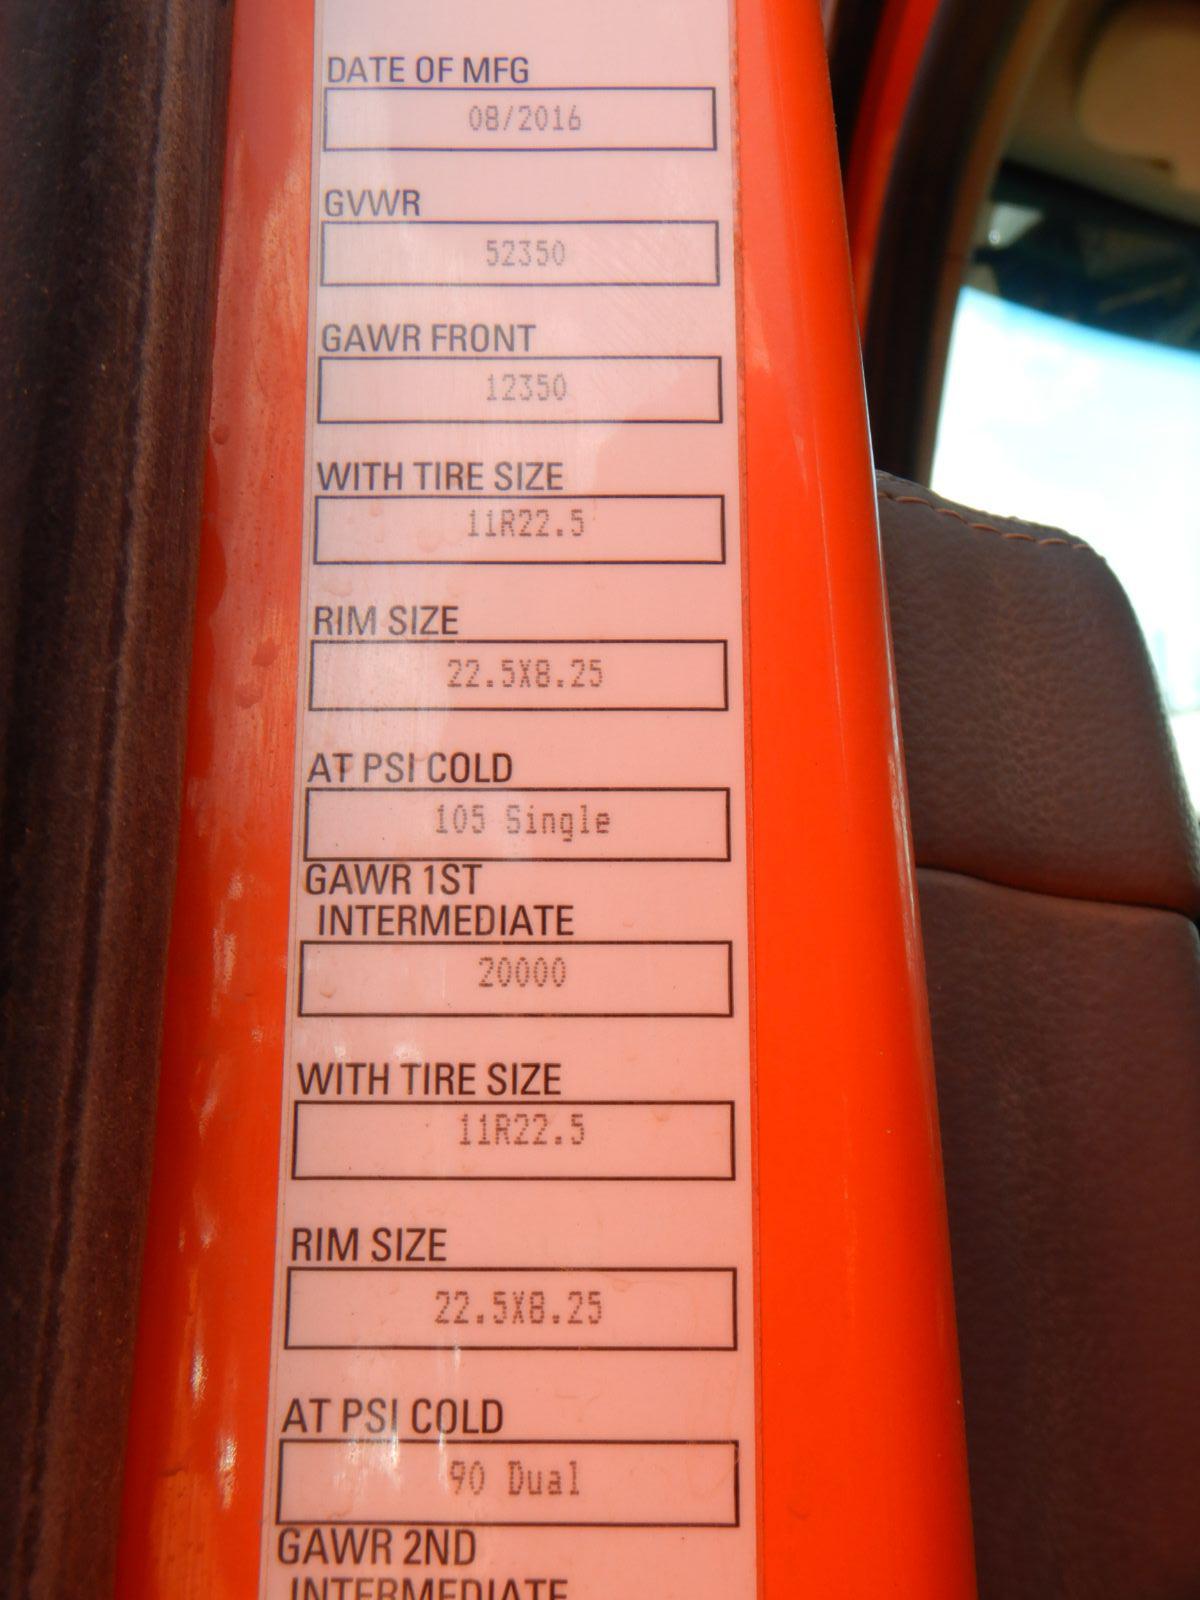 DATE OF MFG
08/2016
GVWR
52350
GAWR FRONT
12350
WITH TIRE SIZE
11R22.5
RIM SIZE
22.5X8.25
AT PSI COLD
105 Single
GAWR 1ST
INTERMEDIATE
20000
WITH TIRE SIZE
11R22.5
RIM SIZE
22.5X8.25
AT PSI COLD
90 Dual
GAWR 2ND
INTERMEDIATE